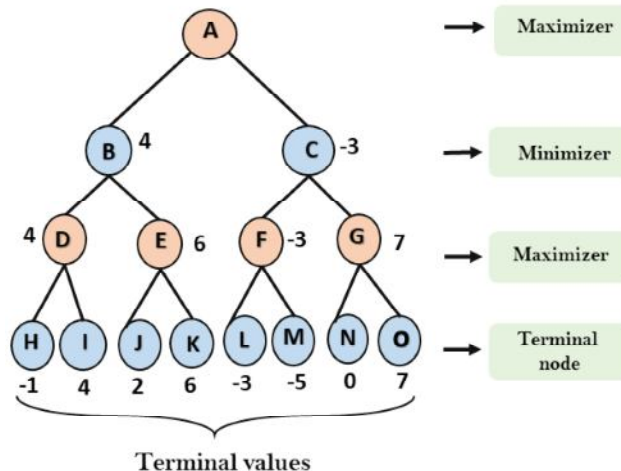 A
Maximizer
B
4
C
-3
Minimizer
4
D
E
6
F
-3
G
7
Maximizer
H
I
J
K
L
M
N
O
Terminal
node
-1
4
2
6
-3
-5
0
7
Terminal values